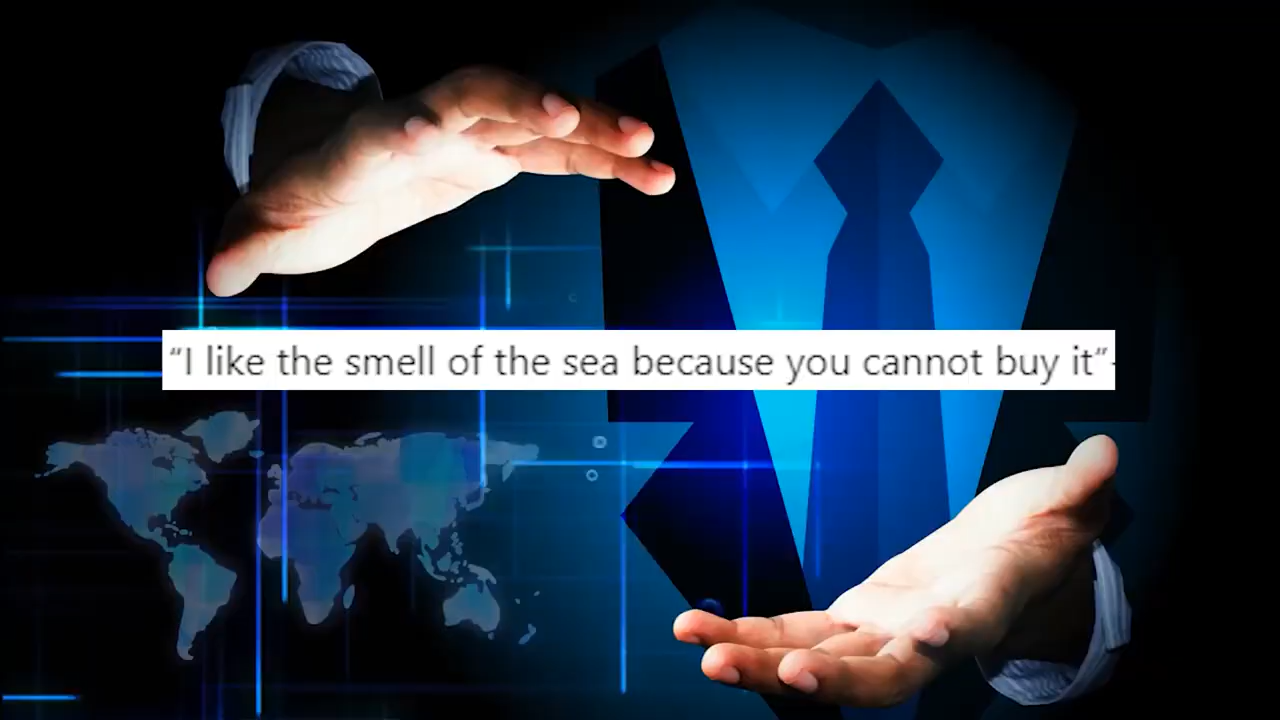 “I like the smell of the sea because you cannot buy it”-